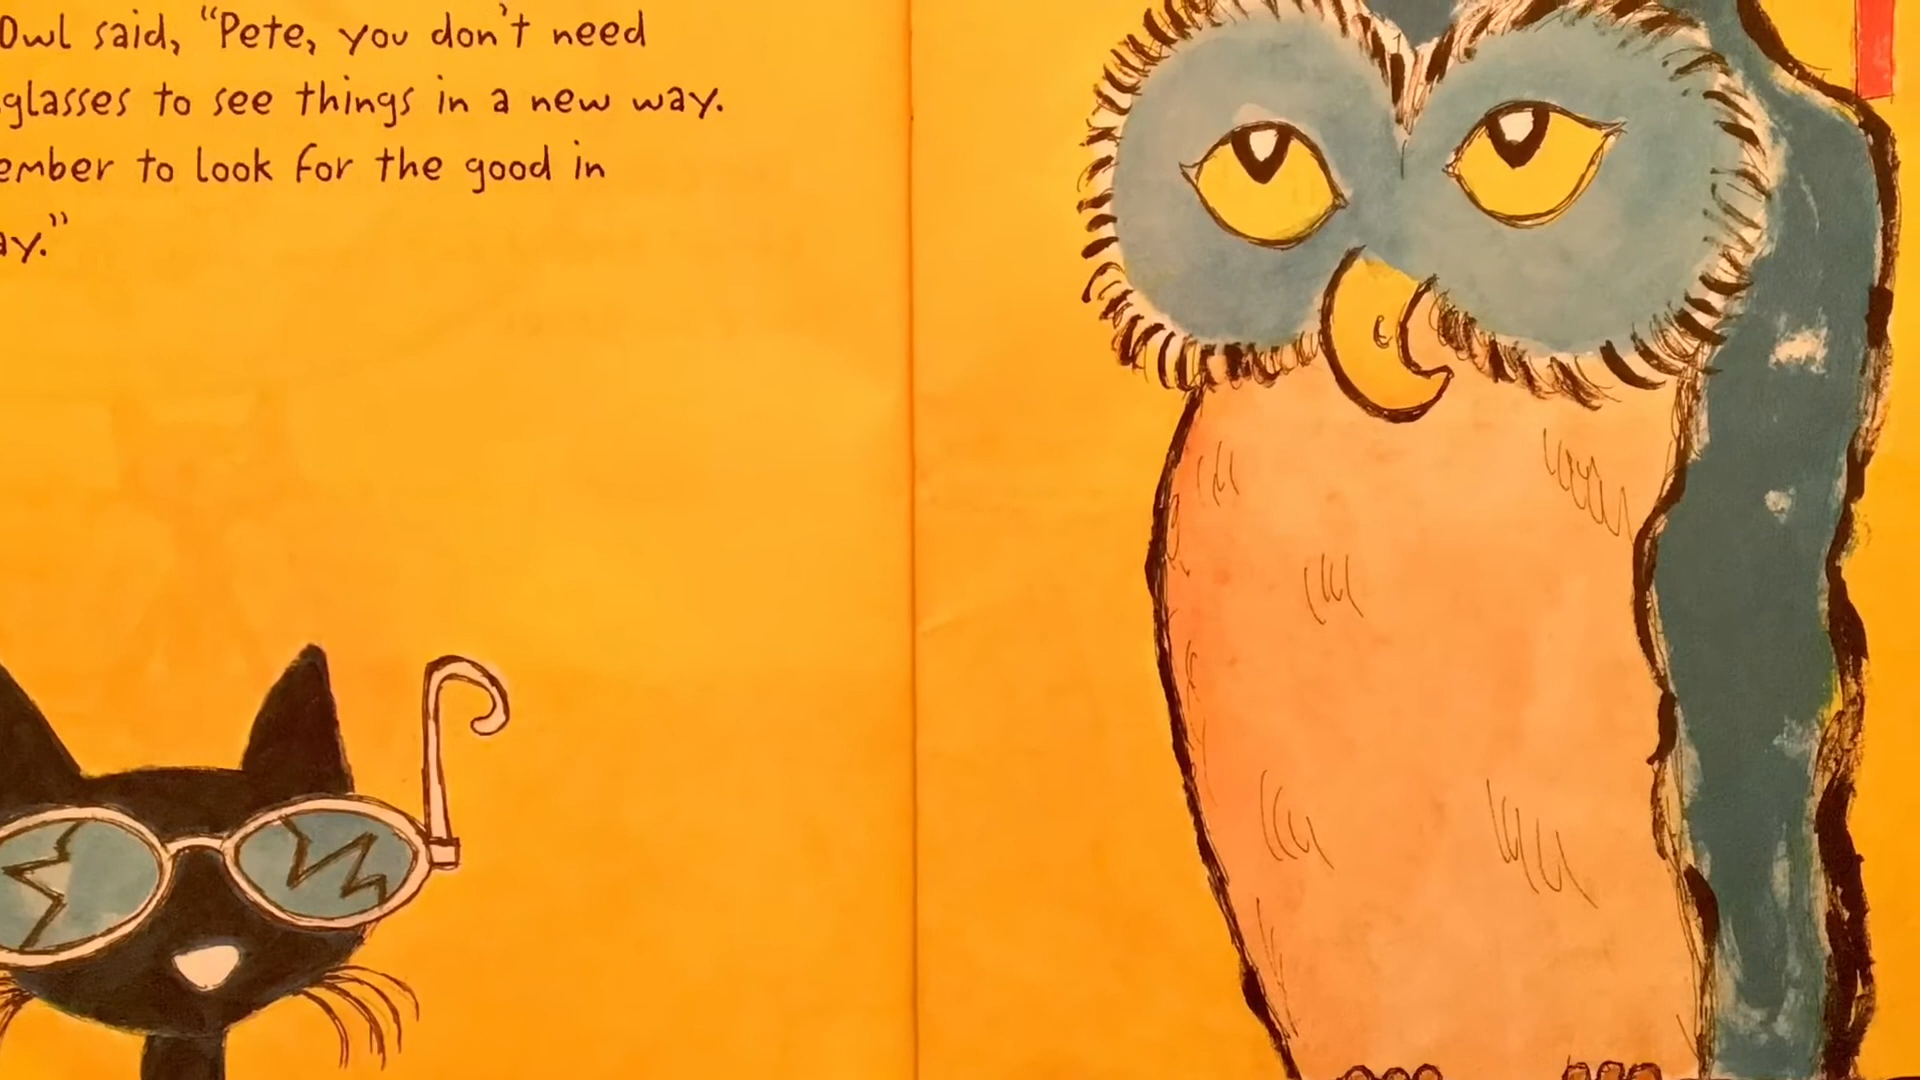 Owl said, “Pete, you don't need
glasses to see things in a new way.
ember to look for the good in
ay.”